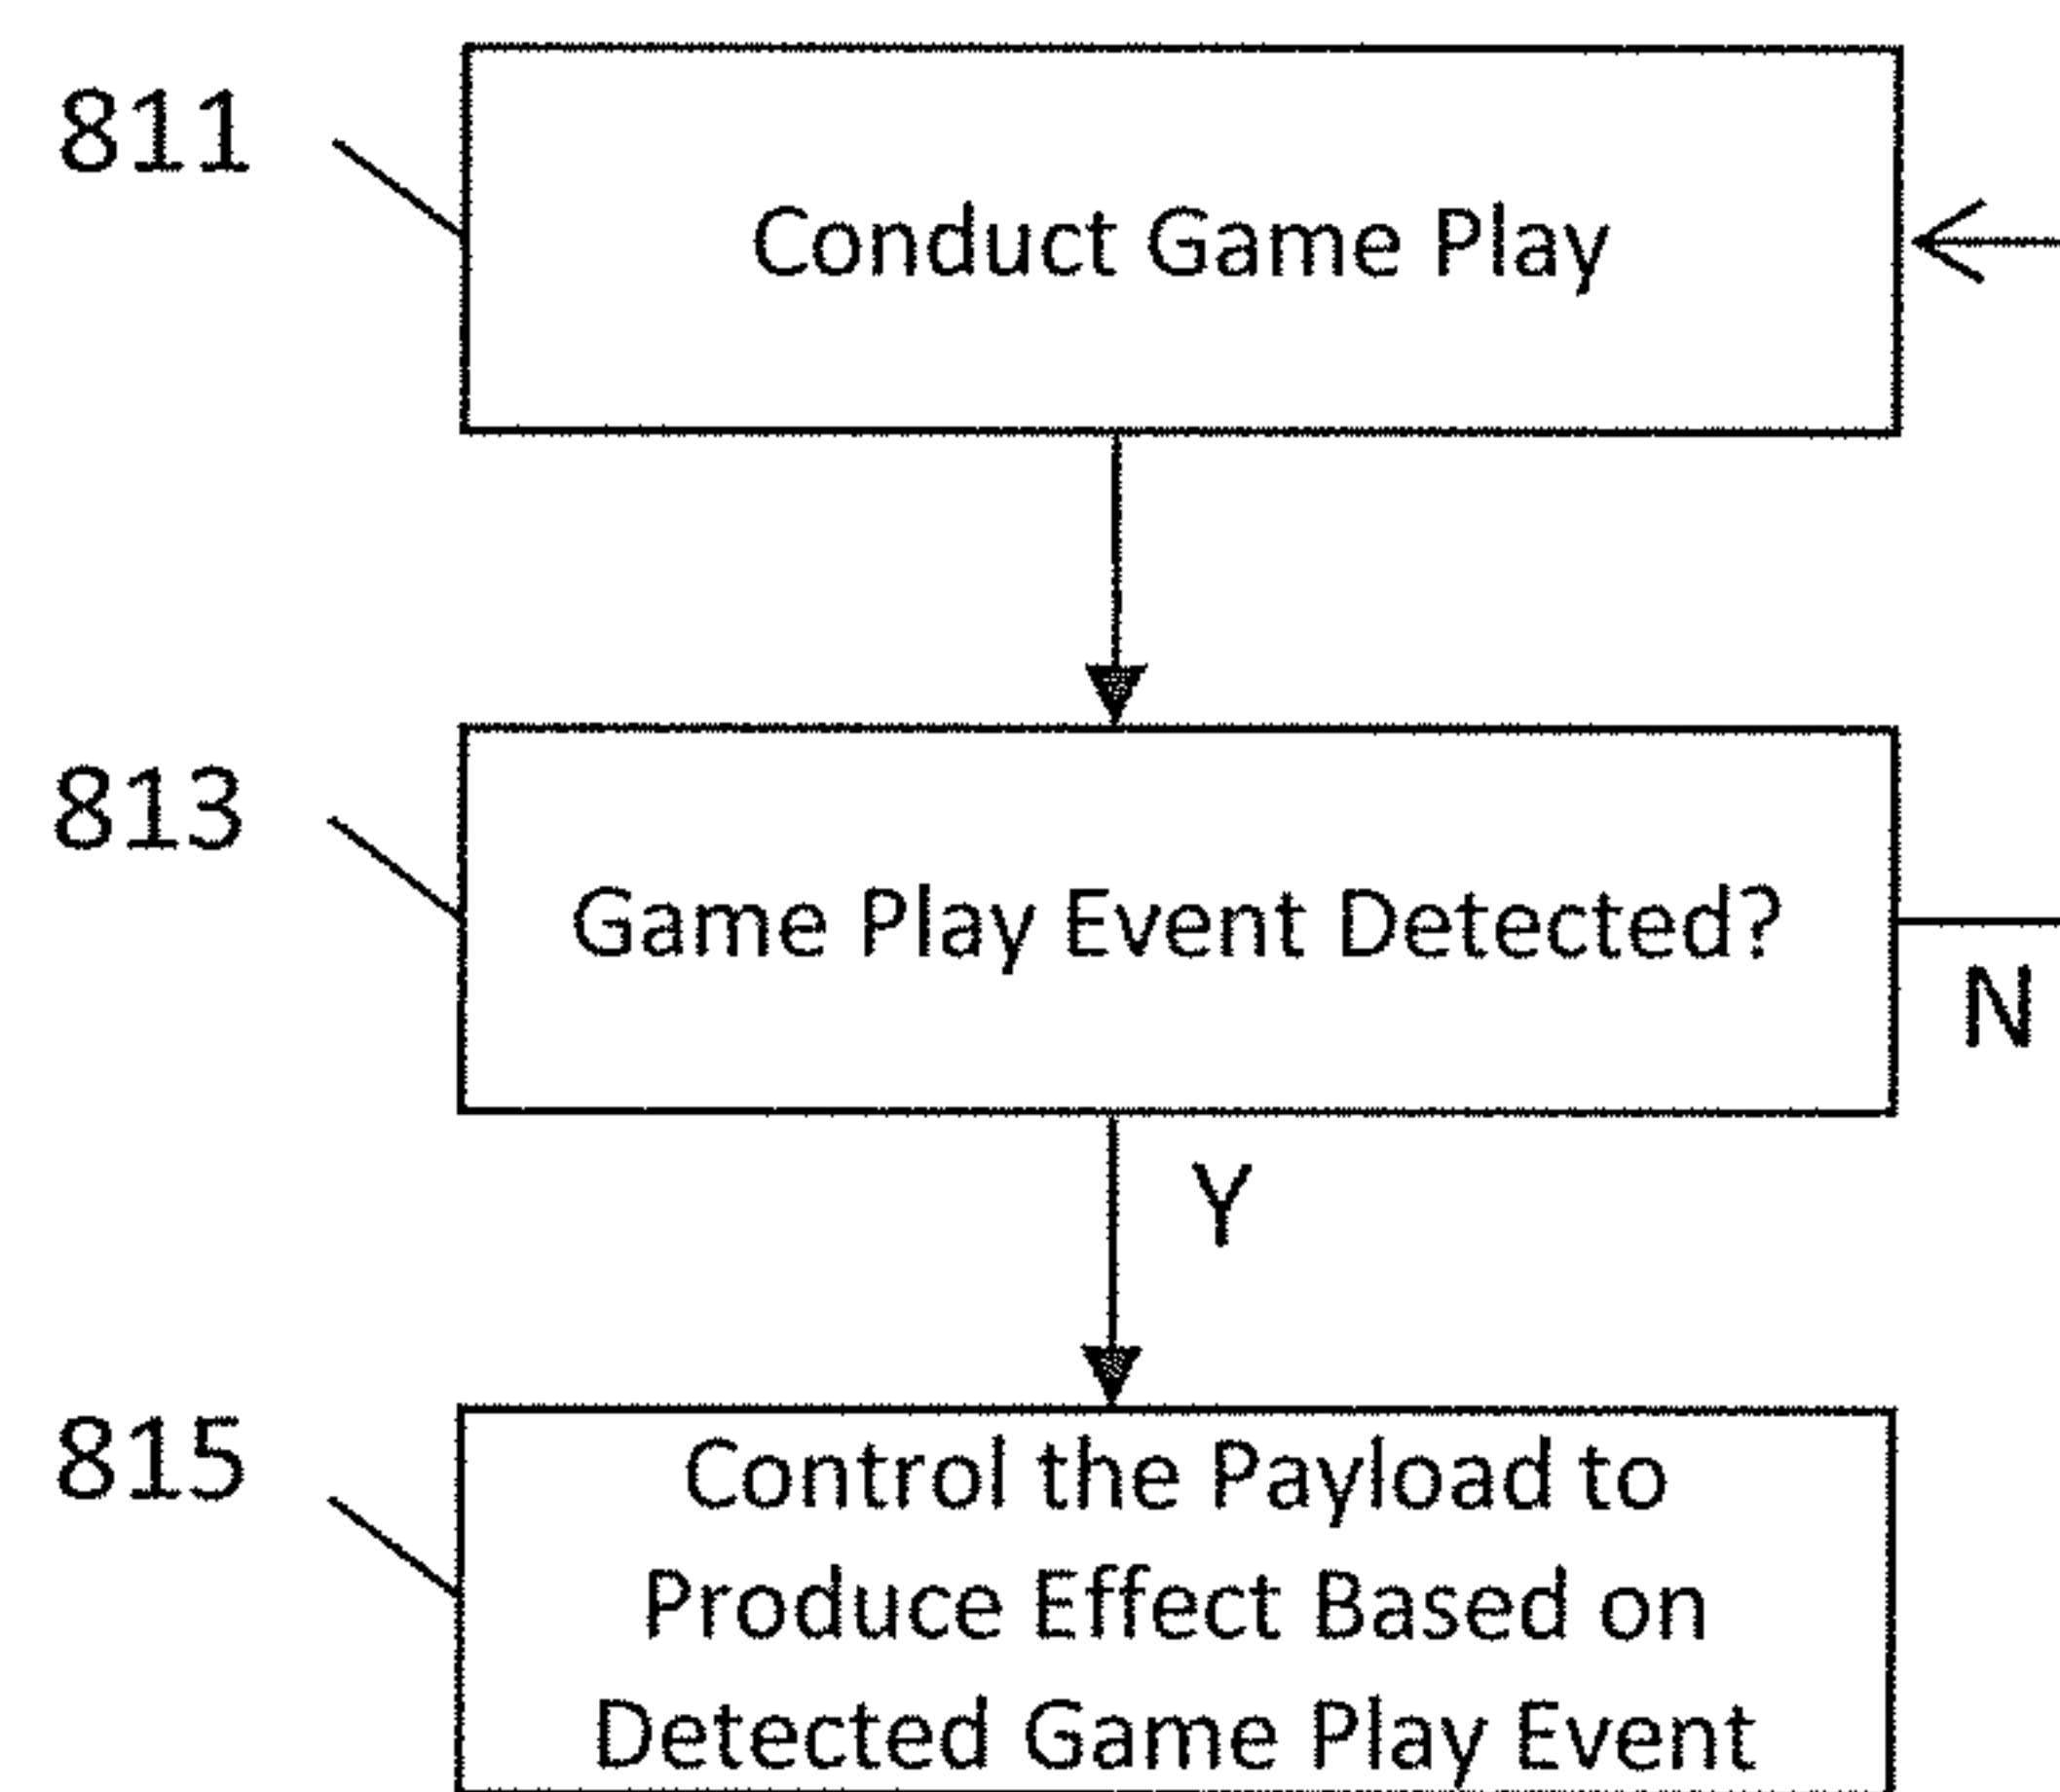 811
Conduct Game Play
813
Game Play Event Detected?
N
Y
815
Control the Payload to
Produce Effect Based on
Detected Game Play Event